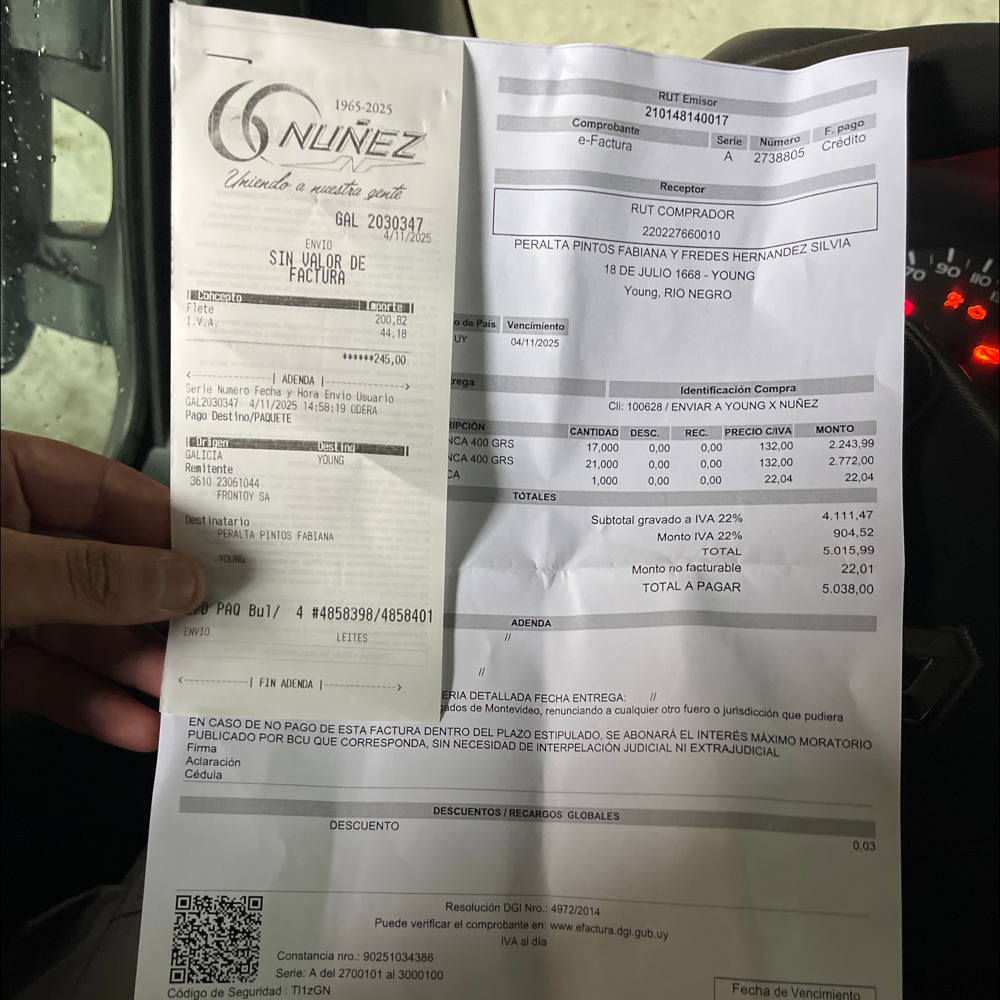 1965-2025
NUÑEZ
Uniendo a nuestra gente
GAL 2030347
4/11/2025
ENVIO
SIN VALOR DE
FACTURA
Concepto Importe
Flete 200,82
I.V.A. 44,18
******245,00
<------------| ADENDA |------------>
Serie Numero Fecha y Hora Envio Usuario
GAL2030347 4/11/2025 14:58:19 ODERA
Pago Destino/PAQUETE
Origen Destino
GALICIA YOUNG
Remitente
3610 23061044
FRONTOY SA
Destinatario
PERALTA PINTOS FABIANA
YOUNG
PAQ Bul/ 4 #4858398/4858401
ENVIO LEITES
<------------| FIN ADENDA |------------>
RUT Emisor
210148140017
Comprobante Serie Número F. pago
e-Factura A 2738805 Crédito
Receptor
RUT COMPRADOR
220227660010
PERALTA PINTOS FABIANA Y FREDES HERNANDEZ SILVIA
18 DE JULIO 1668 - YOUNG
Young, RIO NEGRO
o de País Vencimiento
UY 04/11/2025
rega Identificación Compra
Cli: 100628 / ENVIAR A YOUNG X NUÑEZ
IPCIÓN CANTIDAD DESC. REC. PRECIO C/IVA MONTO
NCA 400 GRS 17,000 0,00 0,00 132,00 2.243,99
NCA 400 GRS 21,000 0,00 0,00 132,00 2.772,00
CA 1,000 0,00 0,00 22,04 22,04
TOTALES
Subtotal gravado a IVA 22% 4.111,47
Monto IVA 22% 904,52
TOTAL 5.015,99
Monto no facturable 22,01
TOTAL A PAGAR 5.038,00
ADENDA
//
//
ERIA DETALLADA FECHA ENTREGA: //
gados de Montevideo, renunciando a cualquier otro fuero o jurisdicción que pudiera
EN CASO DE NO PAGO DE ESTA FACTURA DENTRO DEL PLAZO ESTIPULADO, SE ABONARÁ EL INTERÉS MÁXIMO MORATORIO
PUBLICADO POR BCU QUE CORRESPONDA, SIN NECESIDAD DE INTERPELACIÓN JUDICIAL NI EXTRAJUDICIAL
Firma
Aclaración
Cédula
DESCUENTOS / RECARGOS GLOBALES
DESCUENTO 0,03
Resolución DGI Nro.: 4972/2014
Puede verificar el comprobante en: www.efactura.dgi.gub.uy
IVA al día
Constancia nro.: 90251034386
Serie: A del 2700101 al 3000100
Código de Seguridad : TI1zGN
Fecha de Vencimiento
70 90 110